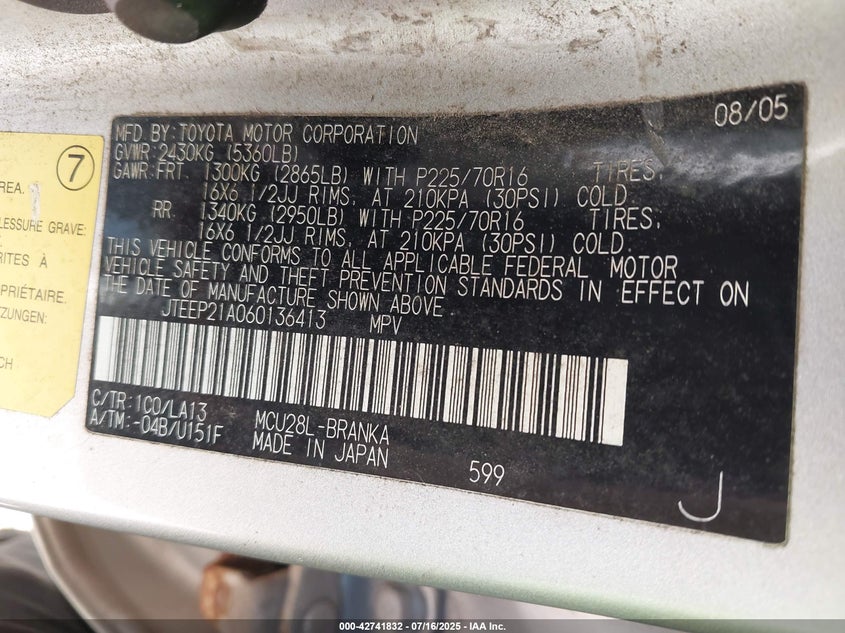 08/05
MFD.BY:TOYOTA MOTOR CORPORATION
GVWR:2430KG (5360LB)
GAWR:FRT. 1300KG (2865LB) WITH P225/70R16 TIRES,
16X6 1/2JJ RIMS, AT 210KPA (30PSI) COLD.
RR. 1340KG (2950LB) WITH P225/70R16 TIRES,
16X6 1/2JJ RIMS, AT 210KPA (30PSI) COLD.
THIS VEHICLE CONFORMS TO ALL APPLICABLE FEDERAL MOTOR
VEHICLE SAFETY AND THEFT PREVENTION STANDARDS IN EFFECT ON
THE DATE OF MANUFACTURE SHOWN ABOVE
JTEEP21A060136413 MPV
C/TR:1C0/LA13 MCU28L-BRANKA
A/TM:-04B/U151F MADE IN JAPAN
599
J
7
REA.
LESSURE GRAVE:
RITES À
PRIÉTAIRE.
TZUNGEN:
CH
000-42741832 - 07/16/2025 - IAA Inc.